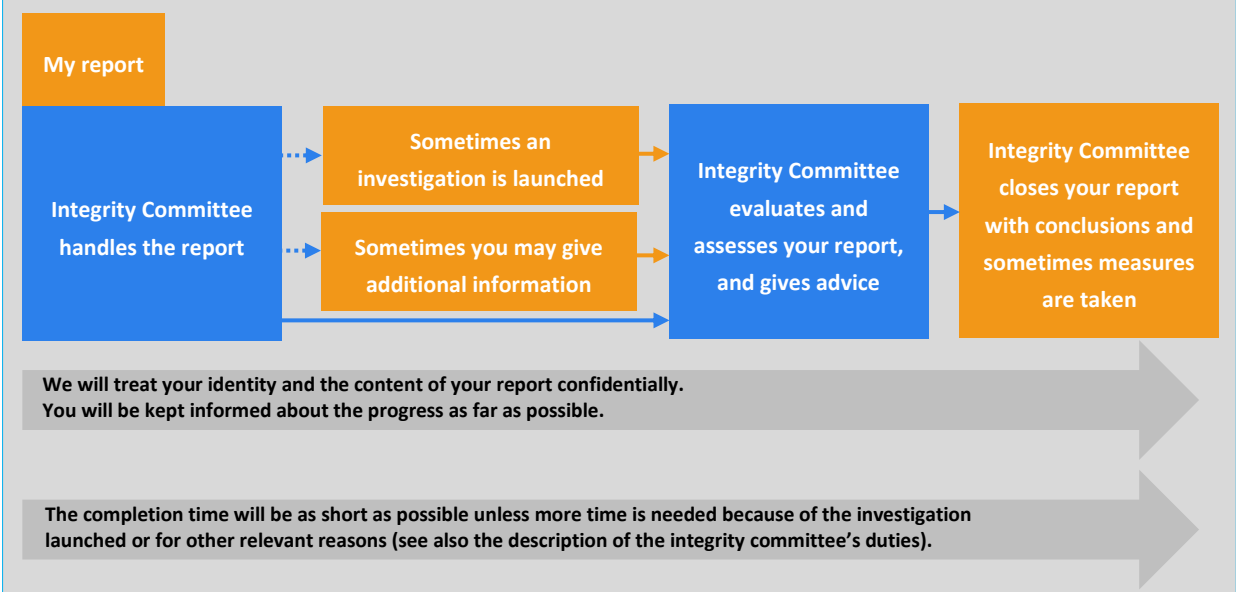 My report
Integrity Committee
handles the report
Sometimes an
investigation is launched
Sometimes you may give
additional information
Integrity Committee
evaluates and
assesses your report,
and gives advice
Integrity Committee
closes your report
with conclusions and
sometimes measures
are taken
We will treat your identity and the content of your report confidentially.
You will be kept informed about the progress as far as possible.
The completion time will be as short as possible unless more time is needed because of the investigation
launched or for other relevant reasons (see also the description of the integrity committee’s duties).